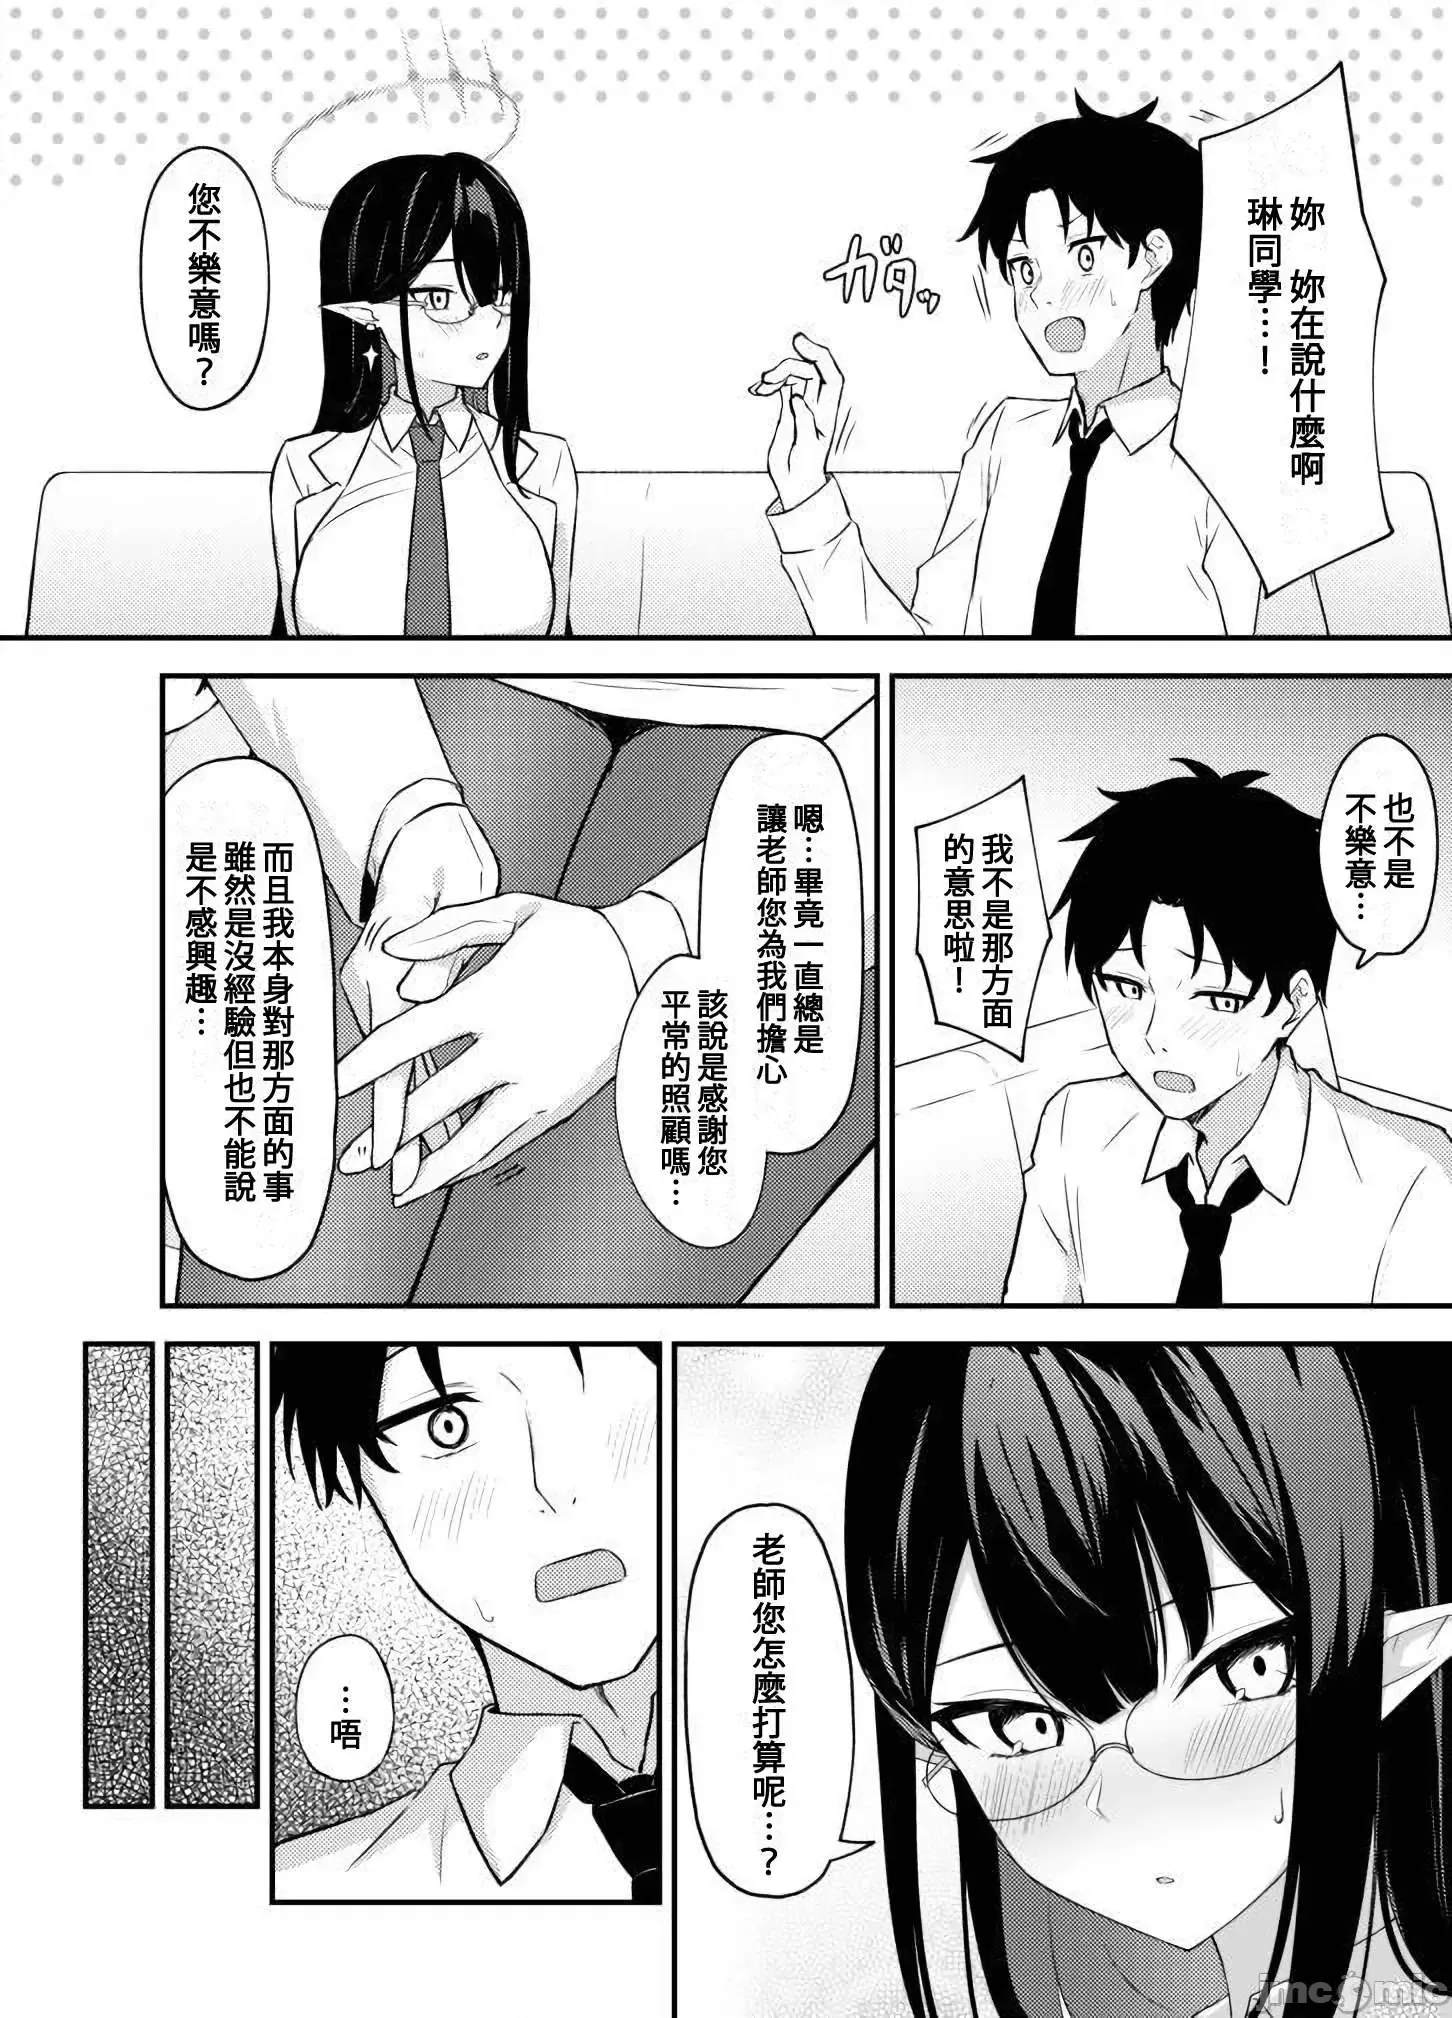 妳　妳在說什麼啊
琳同學…！
ガタッ
您不樂意嗎？
也不是
不樂意…
我不是那方面
的意思啦！
嗯…畢竟一直總是
讓老師您為我們擔心
該說是感謝您
平常的照顧嗎…
而且我本身對那方面的事
雖然是沒經驗但也不能說
是不感興趣…
老師您怎麼打算呢…？
…唔
jmcomic